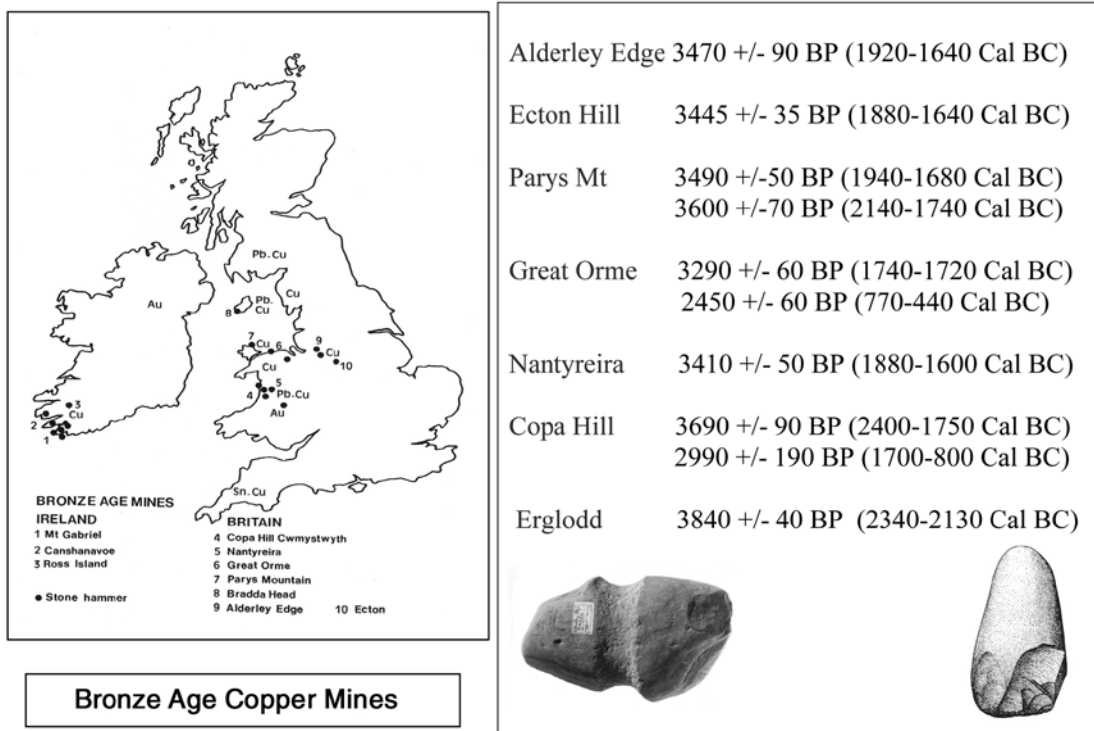 Pb.Cu
Cu
Au
Pb.
Cu
8
7
Cu
6
9
Cu
10
Cu
5
4
Pb.Cu
Au
3
Cu
2
1
Sn.Cu
BRONZE AGE MINES
IRELAND
1 Mt Gabriel
2 Canshanavoe
3 Ross Island
● Stone hammer
BRITAIN
4 Copa Hill Cwmystwyth
5 Nantyreira
6 Great Orme
7 Parys Mountain
8 Bradda Head
9 Alderley Edge 10 Ecton
Bronze Age Copper Mines
Alderley Edge 3470 +/- 90 BP (1920-1640 Cal BC)
Ecton Hill 3445 +/- 35 BP (1880-1640 Cal BC)
Parys Mt 3490 +/-50 BP (1940-1680 Cal BC)
3600 +/-70 BP (2140-1740 Cal BC)
Great Orme 3290 +/- 60 BP (1740-1720 Cal BC)
2450 +/- 60 BP (770-440 Cal BC)
Nantyreira 3410 +/- 50 BP (1880-1600 Cal BC)
Copa Hill 3690 +/- 90 BP (2400-1750 Cal BC)
2990 +/- 190 BP (1700-800 Cal BC)
Erglodd 3840 +/- 40 BP (2340-2130 Cal BC)